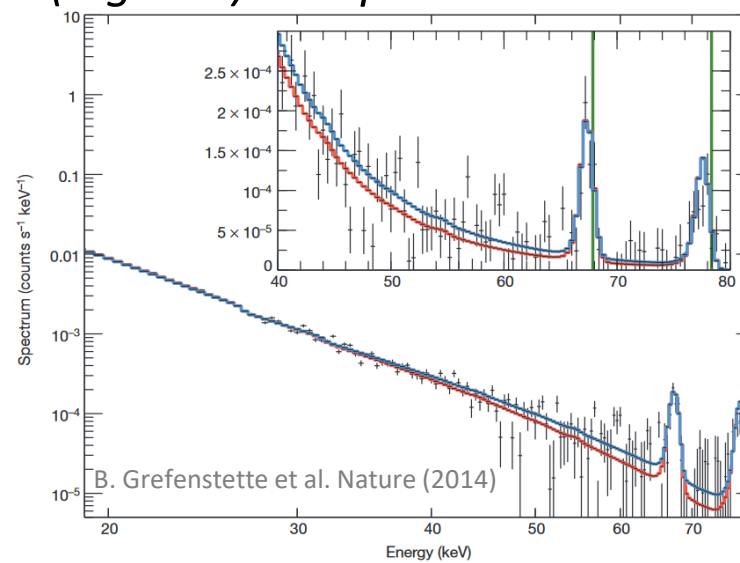 10
1
0.1
0.01
10⁻³
10⁻⁴
10⁻⁵
Spectrum (counts s⁻¹ keV⁻¹)
2.5 × 10⁻⁴
2 × 10⁻⁴
1.5 × 10⁻⁴
10⁻⁴
5 × 10⁻⁵
0
40 50 60 70 80
B. Grefenstette et al. Nature (2014)
20 30 40 50 60 70
Energy (keV)